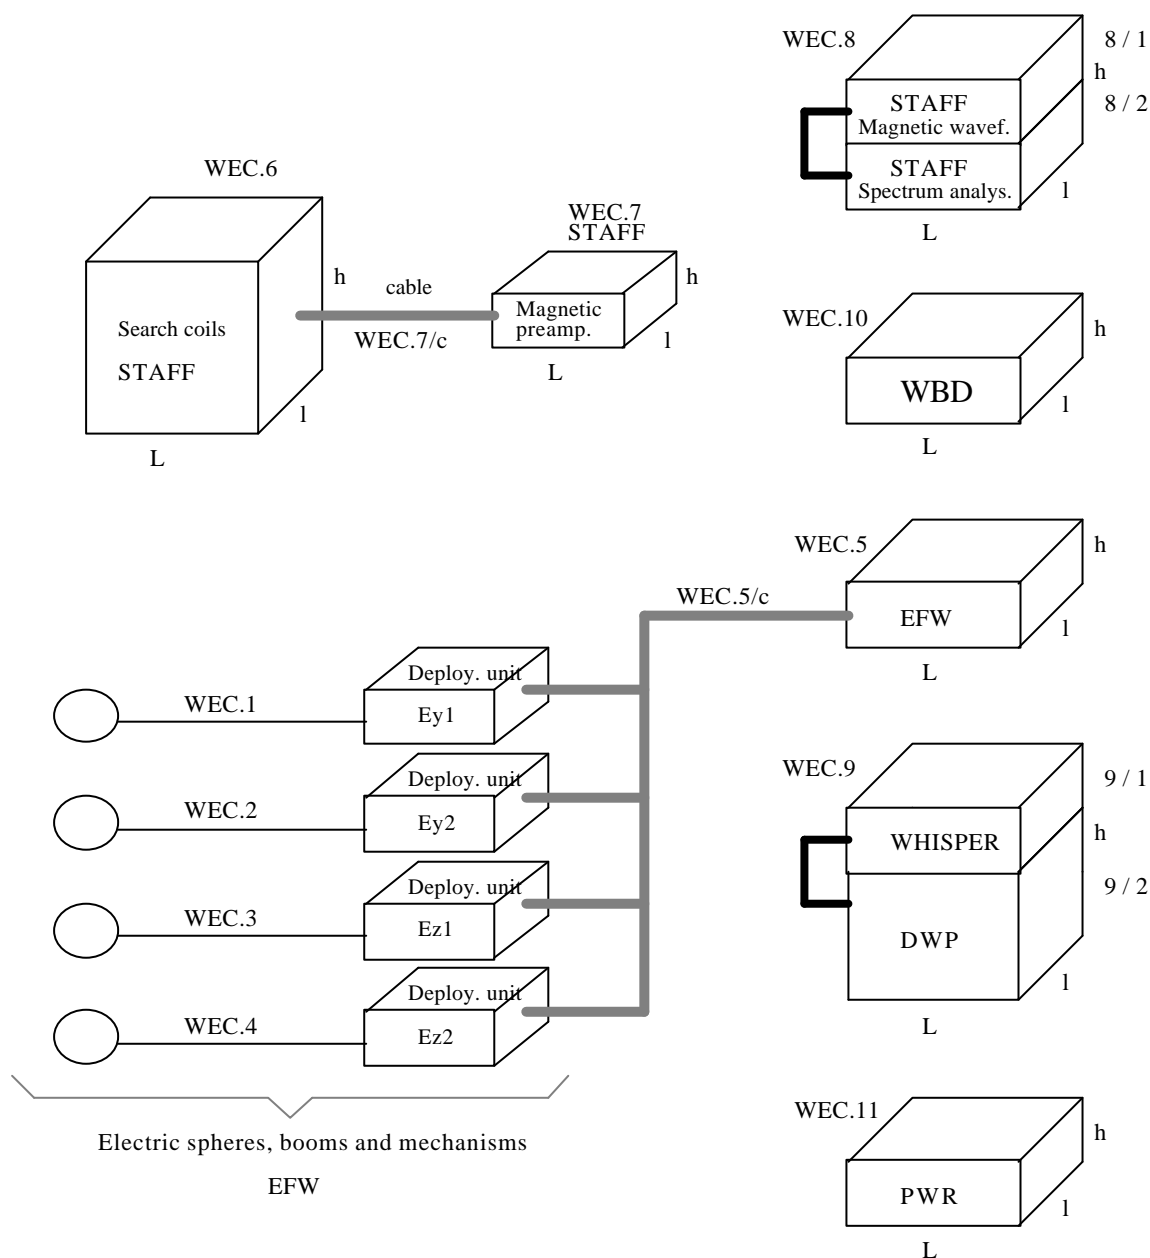 WEC.8
8 / 1
h
8 / 2
STAFF
Magnetic wavef.
STAFF
Spectrum analys.
l
L
WEC.6
h
Search coils
STAFF
l
L
cable
WEC.7/c
WEC.7
STAFF
h
Magnetic
preamp.
l
L
WEC.10
h
WBD
l
L
WEC.5
h
WEC.5/c
EFW
l
L
WEC.1
Deploy. unit
Ey1
WEC.2
Deploy. unit
Ey2
WEC.3
Deploy. unit
Ez1
WEC.4
Deploy. unit
Ez2
Electric spheres, booms and mechanisms
EFW
WEC.9
9 / 1
WHISPER
h
9 / 2
DWP
l
L
WEC.11
h
PWR
l
L